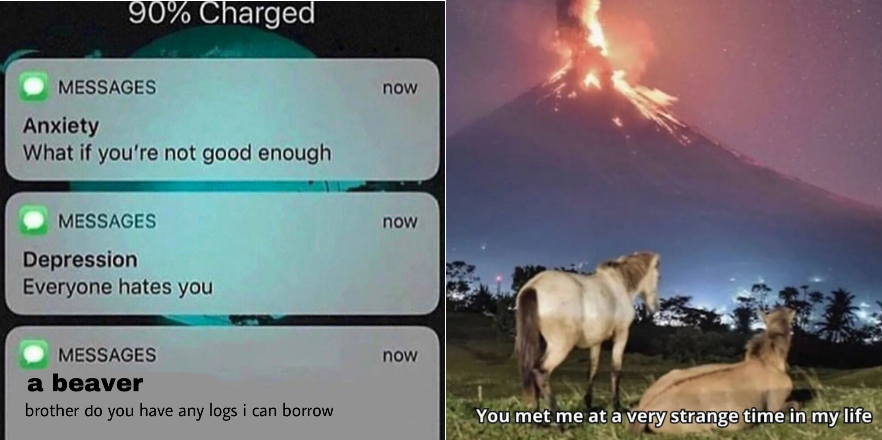 90% Charged
MESSAGES now
Anxiety
What if you're not good enough
MESSAGES now
Depression
Everyone hates you
MESSAGES now
a beaver
brother do you have any logs i can borrow
You met me at a very strange time in my life